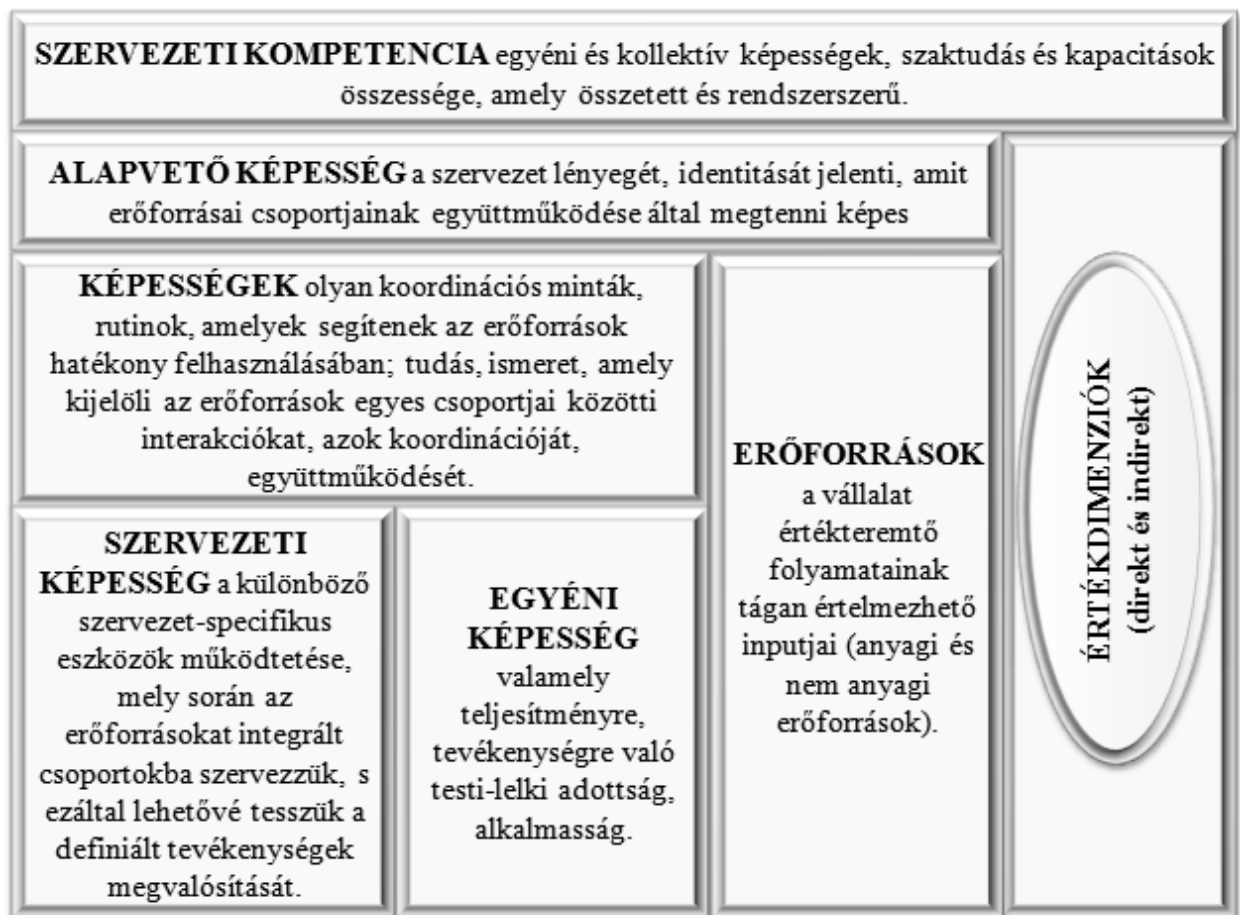 SZERVEZETI KOMPETENCIA egyéni és kollektív képességek, szaktudás és kapacitások
összessége, amely összetett és rendszerszerű.
ALAPVETŐ KÉPESSÉG a szervezet lényegét, identitását jelenti, amit
erőforrásai csoportjainak együttműködése által megtenni képes
KÉPESSÉGEK olyan koordinációs minták,
rutinok, amelyek segítenek az erőforrások
hatékony felhasználásában; tudás, ismeret, amely
kijelöli az erőforrások egyes csoportjai közötti
interakciókat, azok koordinációját,
együttműködését.
SZERVEZETI
KÉPESSÉG a különböző
szervezet-specifikus
eszközök működtetése,
mely során az
erőforrásokat integrált
csoportokba szervezzük, s
ezáltal lehetővé tesszük a
definiált tevékenységek
megvalósítását.
EGYÉNI
KÉPESSÉG
valamely
teljesítményre,
tevékenységre való
testi-lelki adottság,
alkalmasság.
ERŐFORRÁSOK
a vállalat
értékteremtő
folyamatainak
tágan értelmezhető
inputjai (anyagi és
nem anyagi
erőforrások).
ÉRTÉKDIMENZIÓK
(direkt és indirekt)